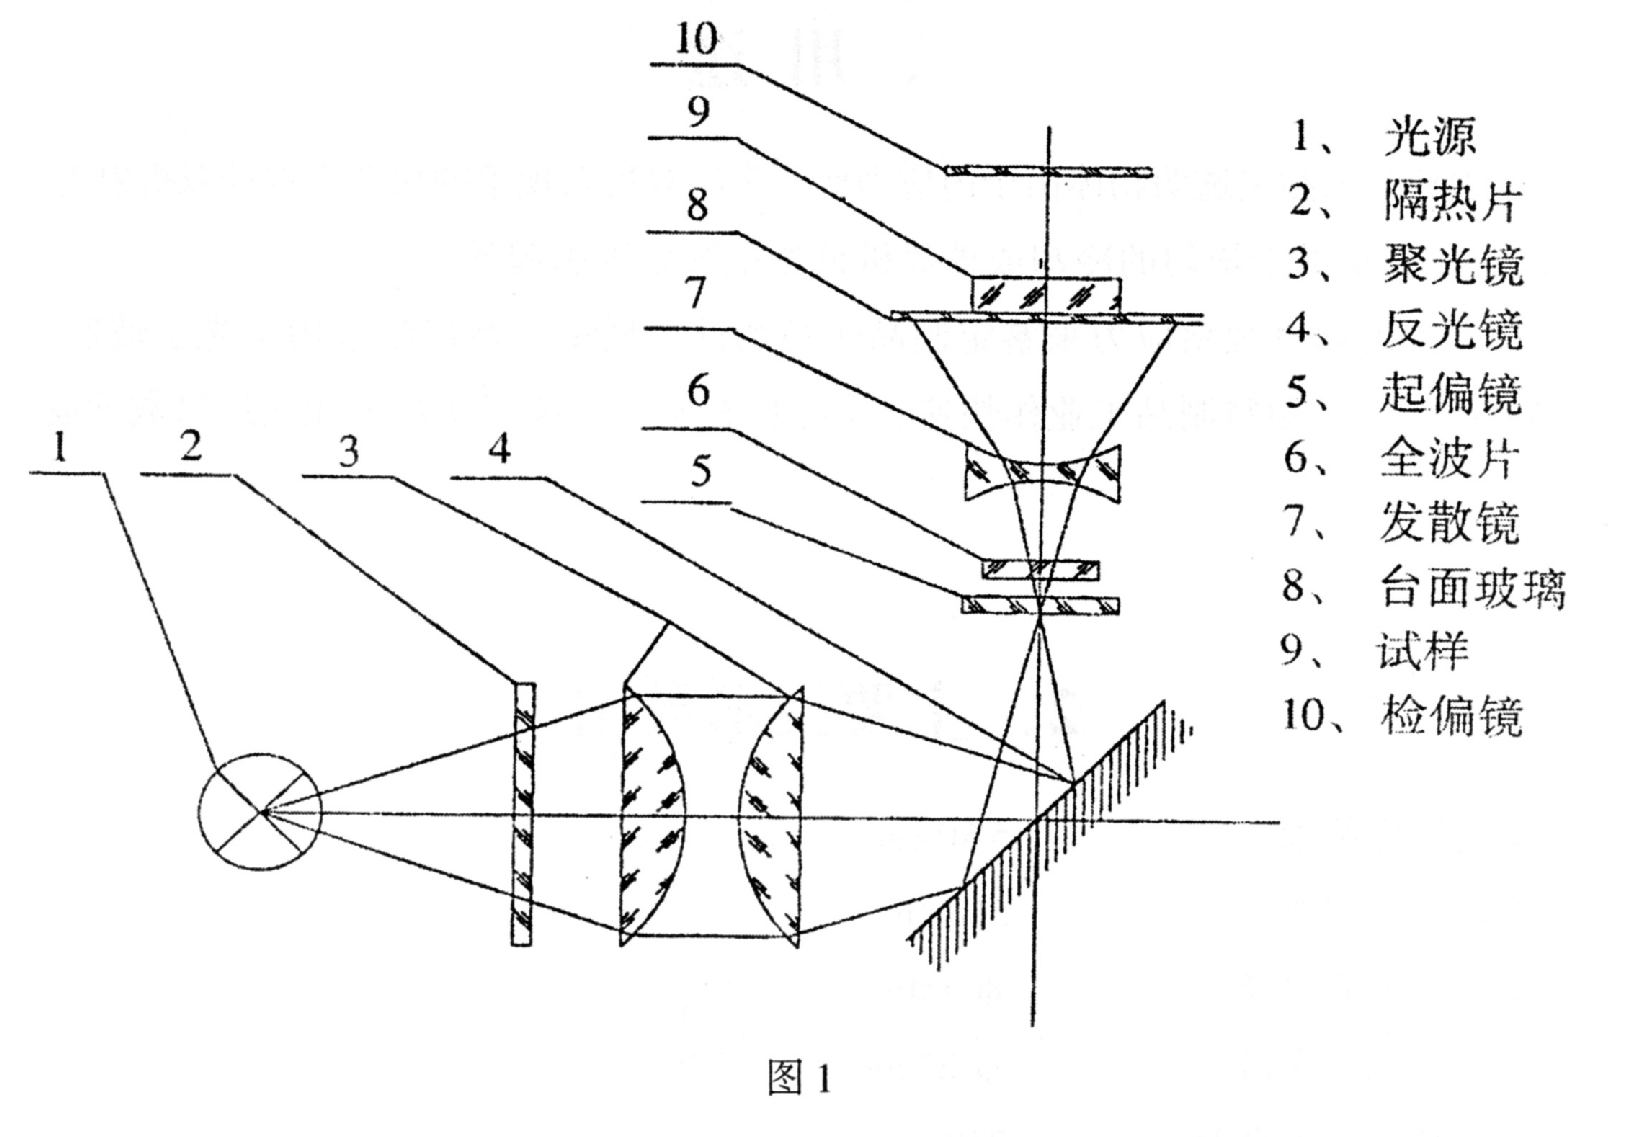 10
9
8
7
6
5
1
2
3
4
1、 光源
2、 隔热片
3、 聚光镜
4、 反光镜
5、 起偏镜
6、 全波片
7、 发散镜
8、 台面玻璃
9、 试样
10、 检偏镜
图 1